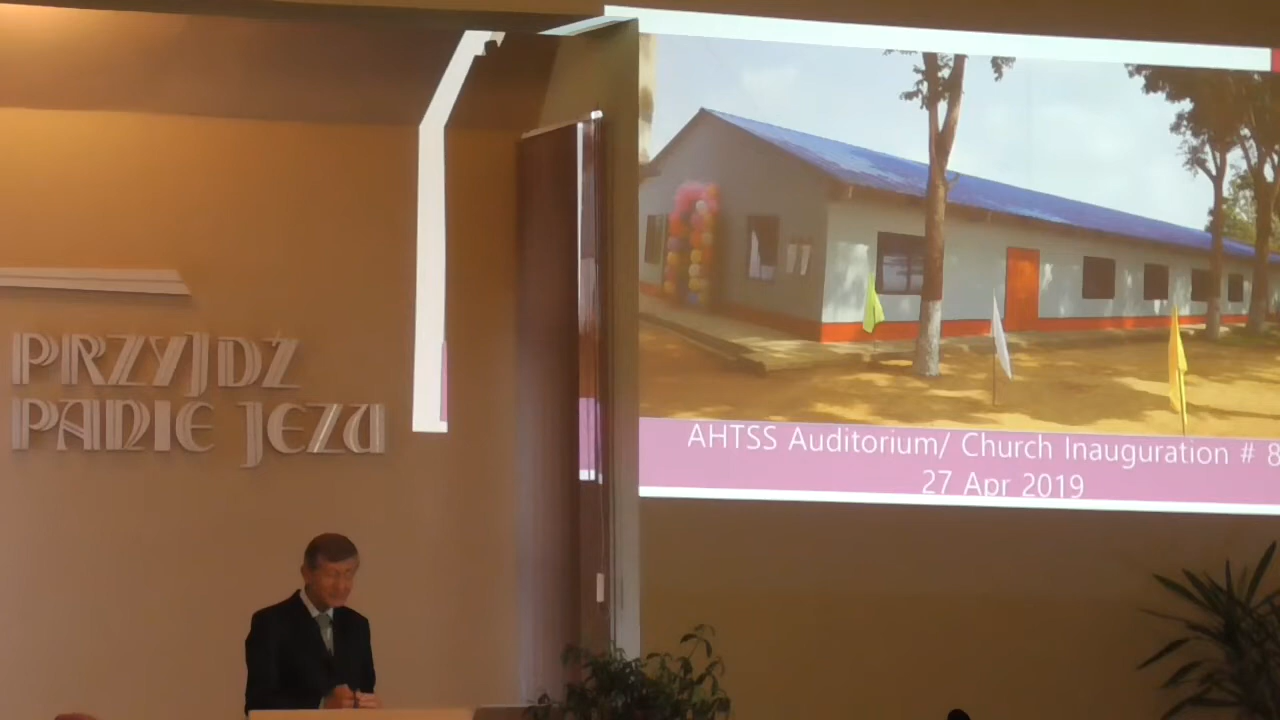 PRZYJDŹ
PANIE JEZU
AHTSS Auditorium/ Church Inauguration # 8
27 Apr 2019